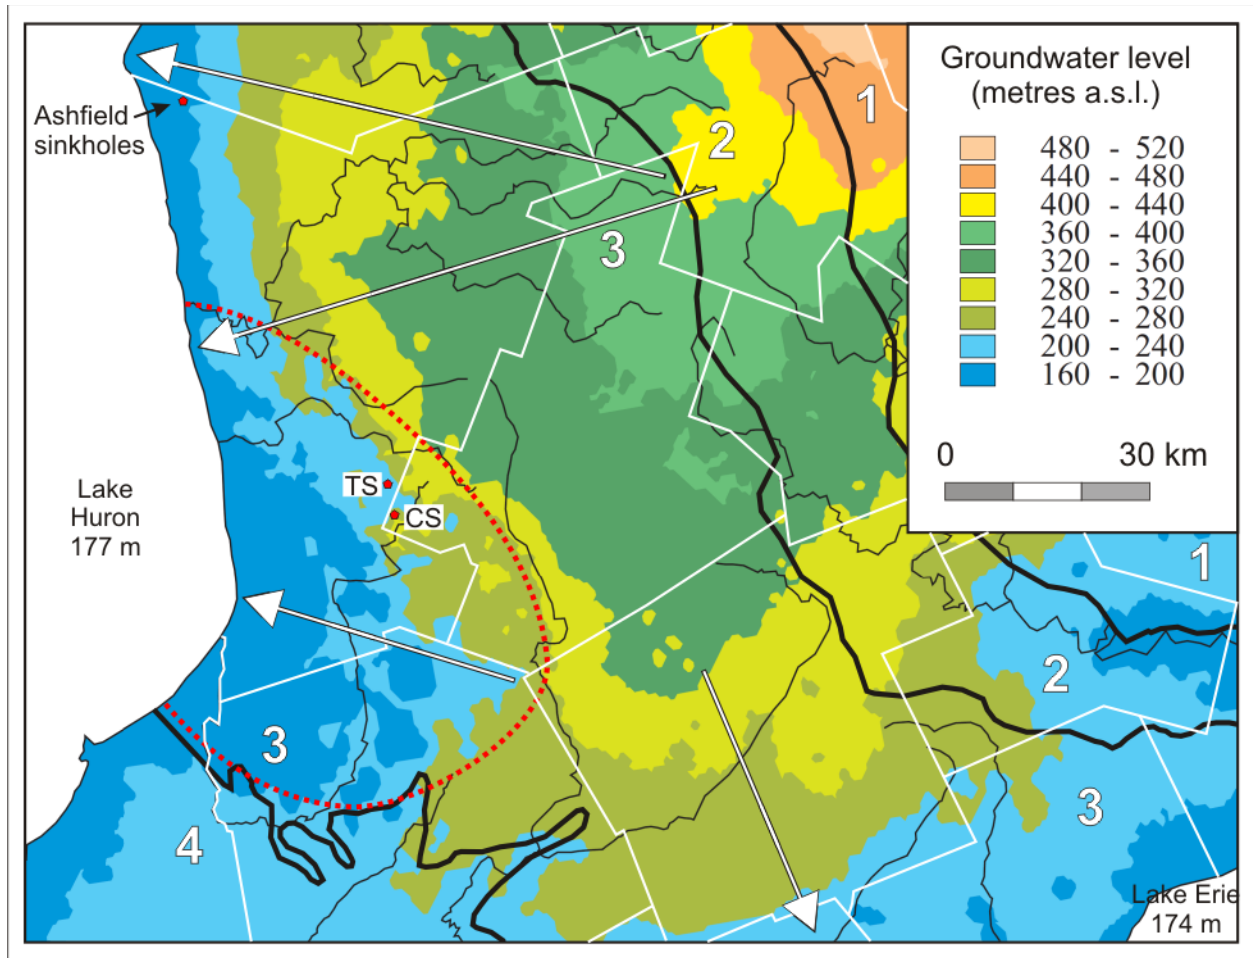 Groundwater level
(metres a.s.l.)
480 - 520
440 - 480
400 - 440
360 - 400
320 - 360
280 - 320
240 - 280
200 - 240
160 - 200
0 30 km
Ashfield
sinkholes
1
2
3
TS
CS
Lake
Huron
177 m
1
2
3
3
4
Lake Erie
174 m